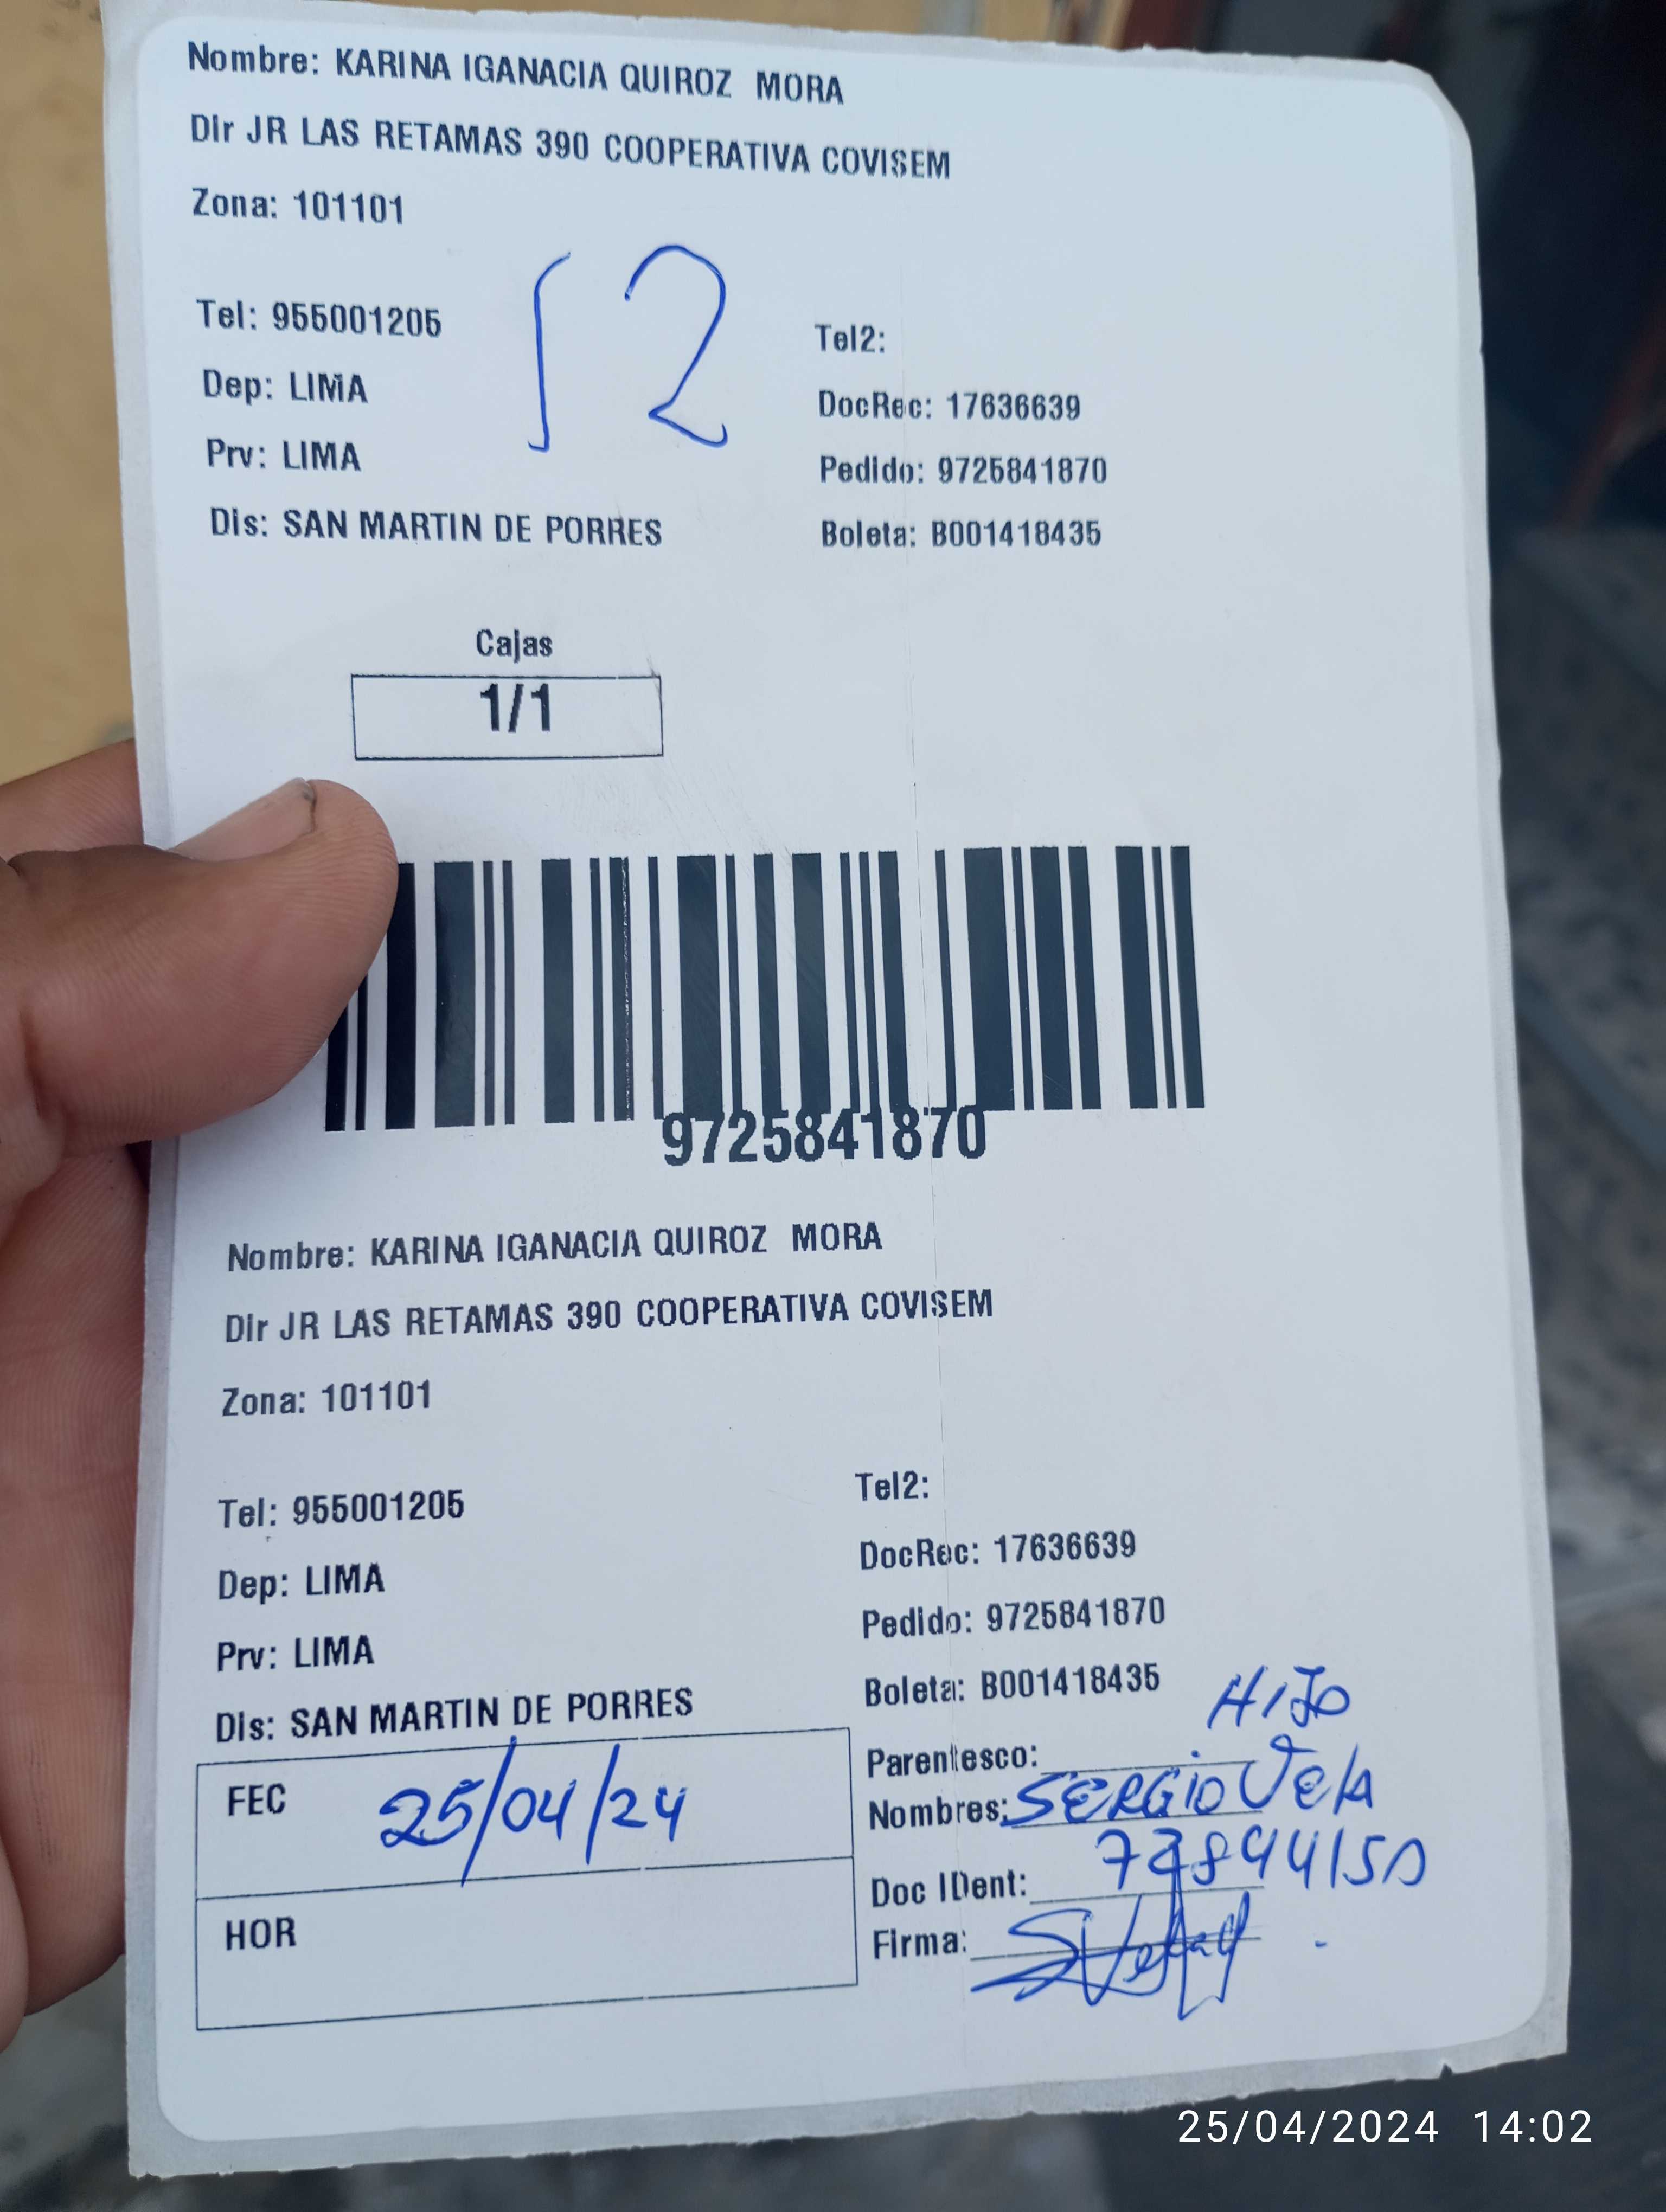 Nombre: KARINA IGANACIA QUIROZ MORA
Dir JR LAS RETAMAS 390 COOPERATIVA COVISEM
Zona: 101101
12
Tel: 955001205
Tel2:
Dep: LIMA
DocRec: 17636639
Prv: LIMA
Pedido: 9725841870
Dis: SAN MARTIN DE PORRES
Boleta: B001418435
Cajas
1/1
9725841870
Nombre: KARINA IGANACIA QUIROZ MORA
Dir JR LAS RETAMAS 390 COOPERATIVA COVISEM
Zona: 101101
Tel: 955001205
Tel2:
Dep: LIMA
DocRec: 17636639
Prv: LIMA
Pedido: 9725841870
Dis: SAN MARTIN DE PORRES
Boleta: B001418435
FEC 25/04/24
HOR
Parentesco: HIJO
Nombres: SERGIO Vela
Doc IDent:
Firma:
25/04/2024 14:02